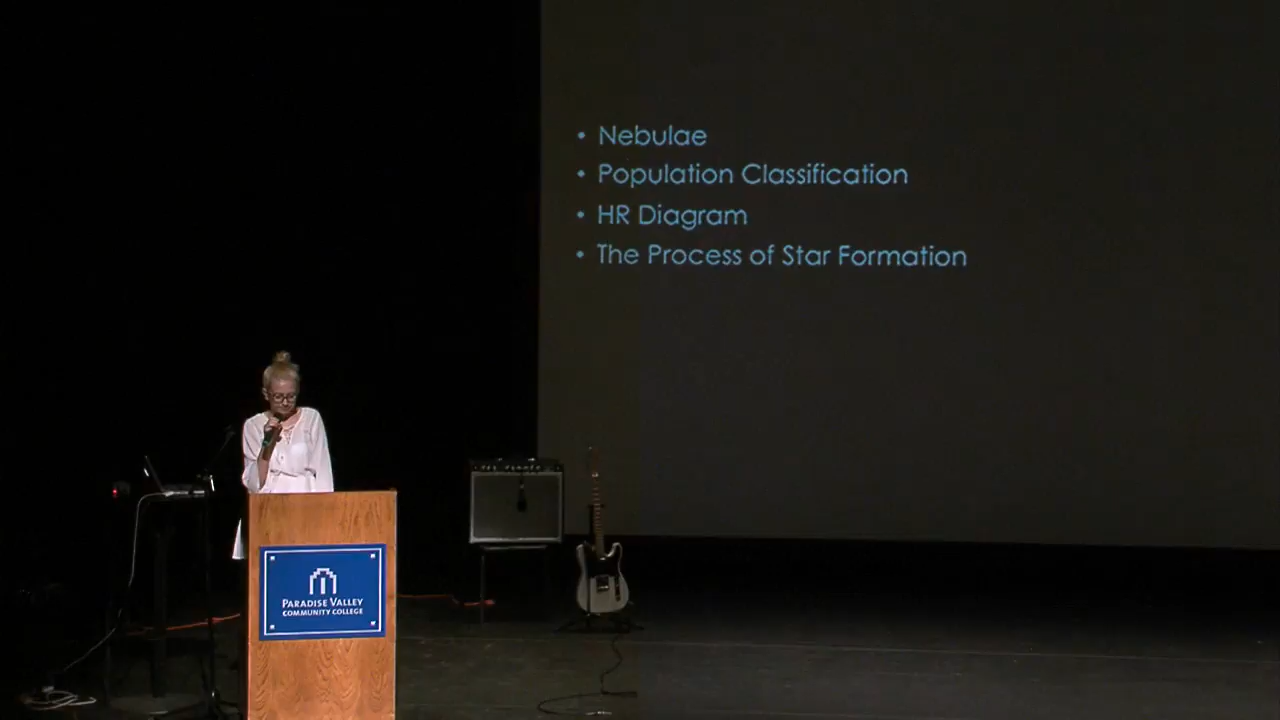 • Nebulae
• Population Classification
• HR Diagram
• The Process of Star Formation
PARADISE VALLEY
COMMUNITY COLLEGE